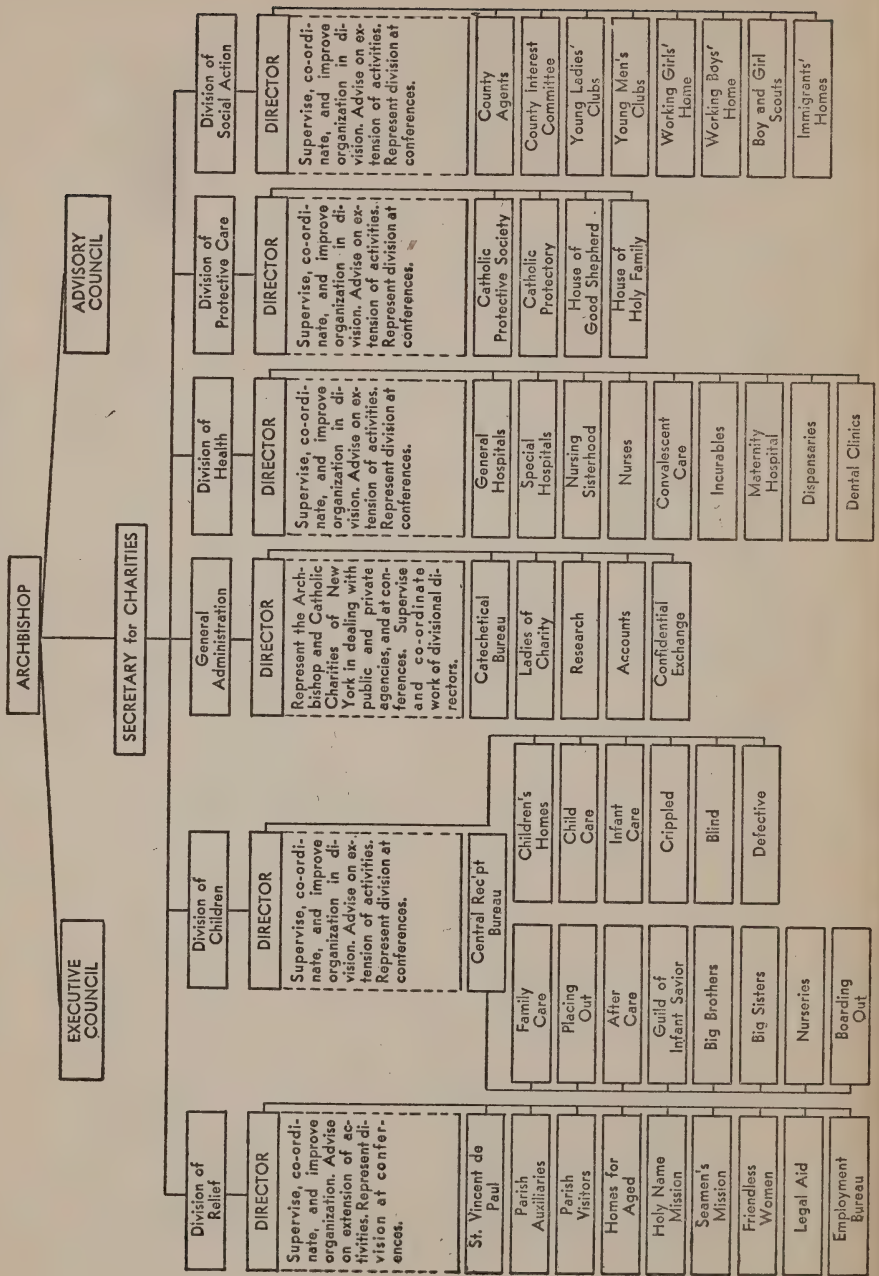 ARCHBISHOP
EXECUTIVE
COUNCIL
ADVISORY
COUNCIL
SECRETARY for CHARITIES
Division of
Relief
DIRECTOR
Supervise, co-ordi-
nate, and improve
organization. Advise
on extension of ac-
tivities. Represent di-
vision at confer-
ences.
St. Vincent de
Paul
Parish
Auxiliaries
Parish
Visitors
Homes for
Aged
Holy Name
Mission
Seamen's
Mission
Friendless
Women
Legal Aid
Employment
Bureau
Division of
Children
DIRECTOR
Supervise, co-ordi-
nate, and improve
organization in di-
vision. Advise on ex-
tension of activities.
Represent division at
conferences.
Central Rec'pt
Bureau
Family
Care
Placing
Out
After
Care
Guild of
Infant Savior
Big Brothers
Big Sisters
Nurseries
Boarding
Out
Children's
Homes
Child
Care
Infant
Care
Crippled
Blind
Defective
General
Administration
DIRECTOR
Represent the Arch-
bishop and Catholic
Charities of New
York in dealing with
public and private
agencies, and at con-
ferences. Supervise
and co-ordinate
work of divisional di-
rectors.
Catechetical
Bureau
Ladies of
Charity
Research
Accounts
Confidential
Exchange
Division of
Health
DIRECTOR
Supervise, co-ordi-
nate, and improve
organization in di-
vision. Advise on ex-
tension of activities.
Represent division at
conferences.
General
Hospitals
Special
Hospitals
Nursing
Sisterhood
Nurses
Convalescent
Care
Incurables
Maternity
Hospital
Dispensaries
Dental Clinics
Division of
Protective Care
DIRECTOR
Supervise, co-ordi-
nate, and improve
organization in di-
vision. Advise on ex-
tension of activities.
Represent division at
conferences.
Catholic
Protective Society
Catholic
Protectory
House of
Good Shepherd
House of
Holy Family
Division of
Social Action
DIRECTOR
Supervise, co-ordi-
nate, and improve
organization in di-
vision. Advise on ex-
tension of activities.
Represent division at
conferences.
County
Agents
County Interest
Committee
Young Ladies'
Clubs
Young Men's
Clubs
Working Girls'
Home
Working Boys'
Home
Boy and Girl
Scouts
Immigrants'
Homes